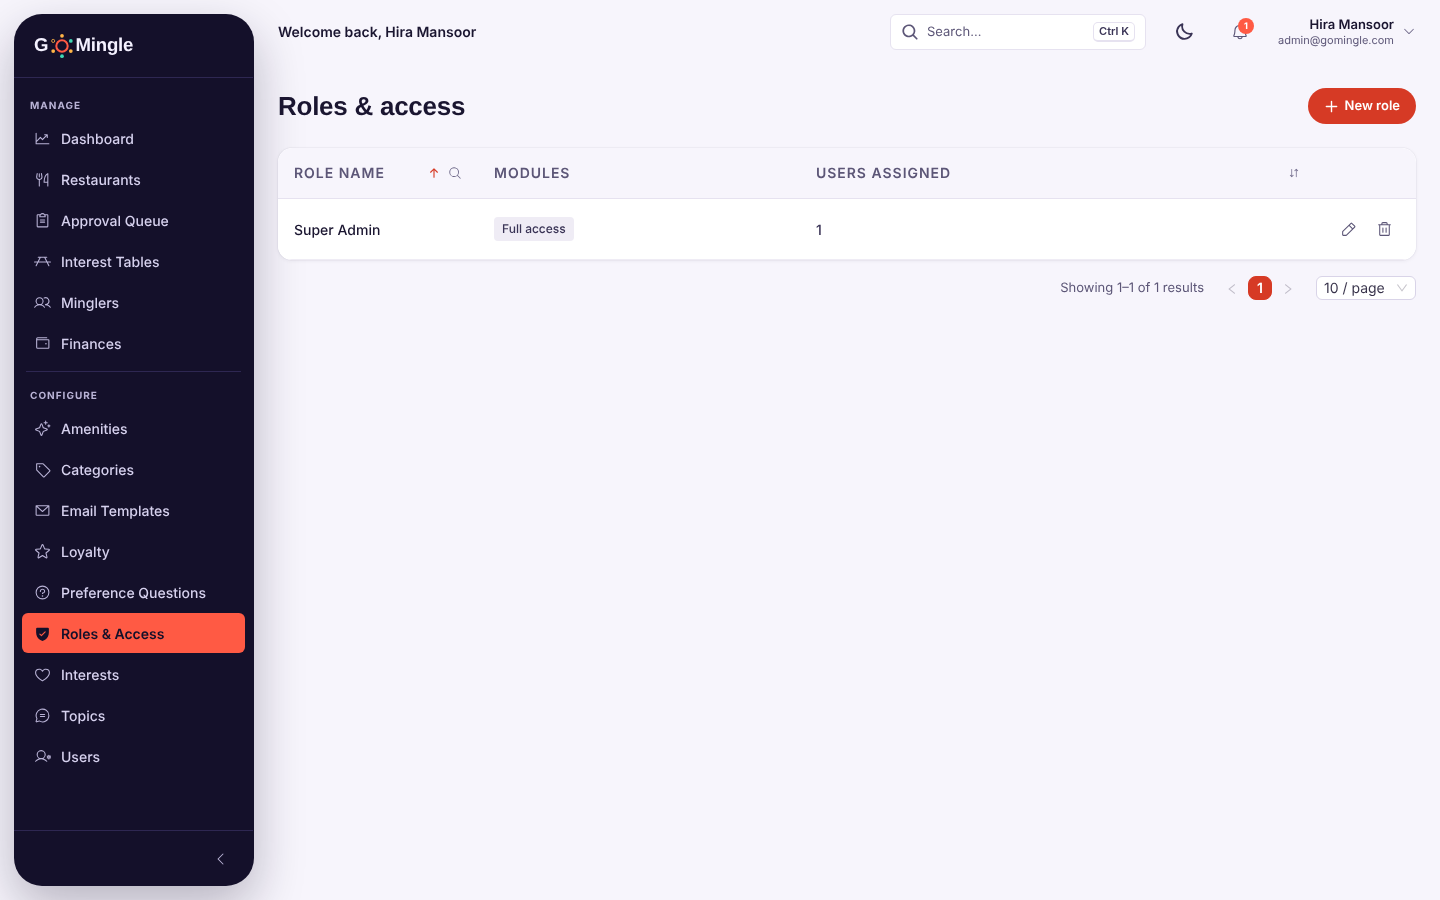 GoMingle
Welcome back, Hira Mansoor
Search...
Ctrl K
1
Hira Mansoor
admin@gomingle.com
MANAGE
Dashboard
Restaurants
Approval Queue
Interest Tables
Minglers
Finances
CONFIGURE
Amenities
Categories
Email Templates
Loyalty
Preference Questions
Roles & Access
Interests
Topics
Users
Roles & access
New role
ROLE NAME MODULES USERS ASSIGNED
Super Admin Full access 1
Showing 1–1 of 1 results 1 10 / page